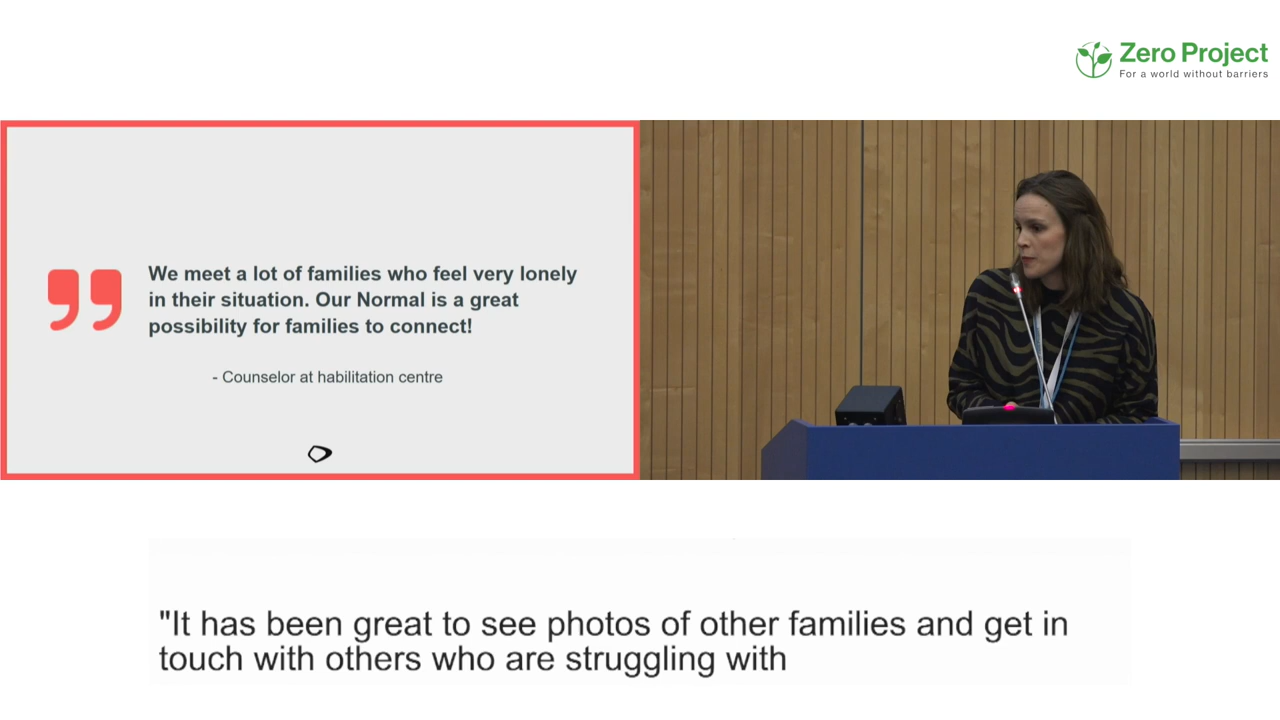 Zero Project
For a world without barriers
We meet a lot of families who feel very lonely
in their situation. Our Normal is a great
possibility for families to connect!
- Counselor at habilitation centre
"It has been great to see photos of other families and get in
touch with others who are struggling with